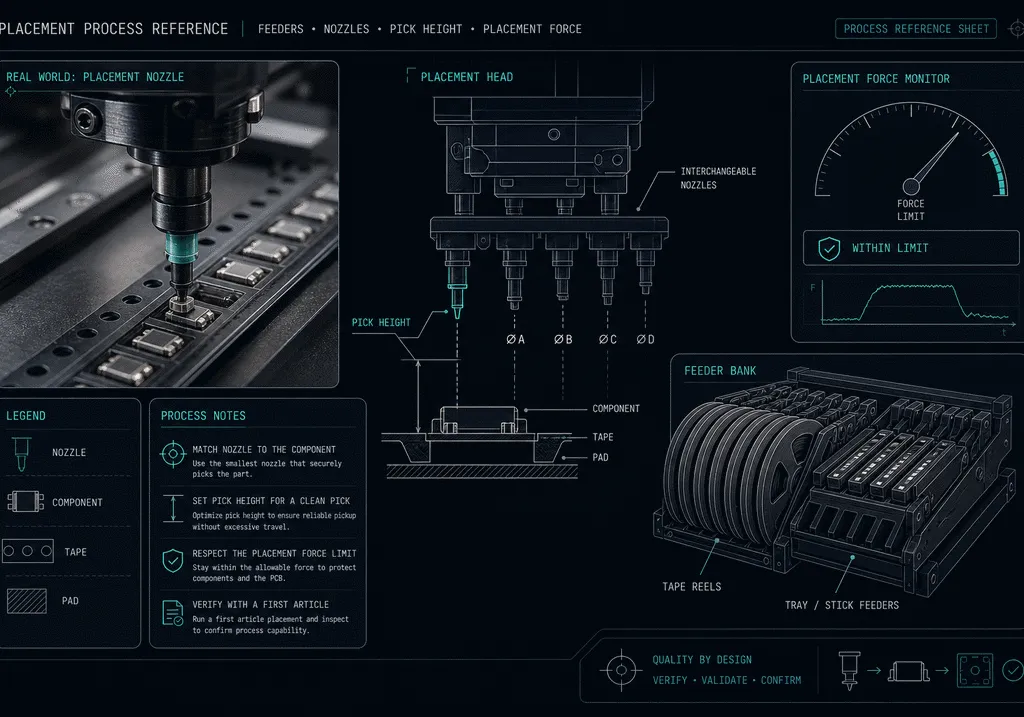 PLACEMENT PROCESS REFERENCE
FEEDERS • NOZZLES • PICK HEIGHT • PLACEMENT FORCE
PROCESS REFERENCE SHEET
REAL WORLD: PLACEMENT NOZZLE
PLACEMENT HEAD
INTERCHANGEABLE
NOZZLES
PICK HEIGHT
ØA
ØB
ØC
ØD
COMPONENT
TAPE
PAD
PLACEMENT FORCE MONITOR
FORCE
LIMIT
WITHIN LIMIT
F
t
FEEDER BANK
TAPE REELS
TRAY / STICK FEEDERS
LEGEND
NOZZLE
COMPONENT
TAPE
PAD
PROCESS NOTES
MATCH NOZZLE TO THE COMPONENT
Use the smallest nozzle that securely
picks the part.
SET PICK HEIGHT FOR A CLEAN PICK
Optimize pick height to ensure reliable pickup
without excessive travel.
RESPECT THE PLACEMENT FORCE LIMIT
Stay within the allowable force to protect
components and the PCB.
VERIFY WITH A FIRST ARTICLE
Run a first article placement and inspect
to confirm process capability.
QUALITY BY DESIGN
VERIFY • VALIDATE • CONFIRM